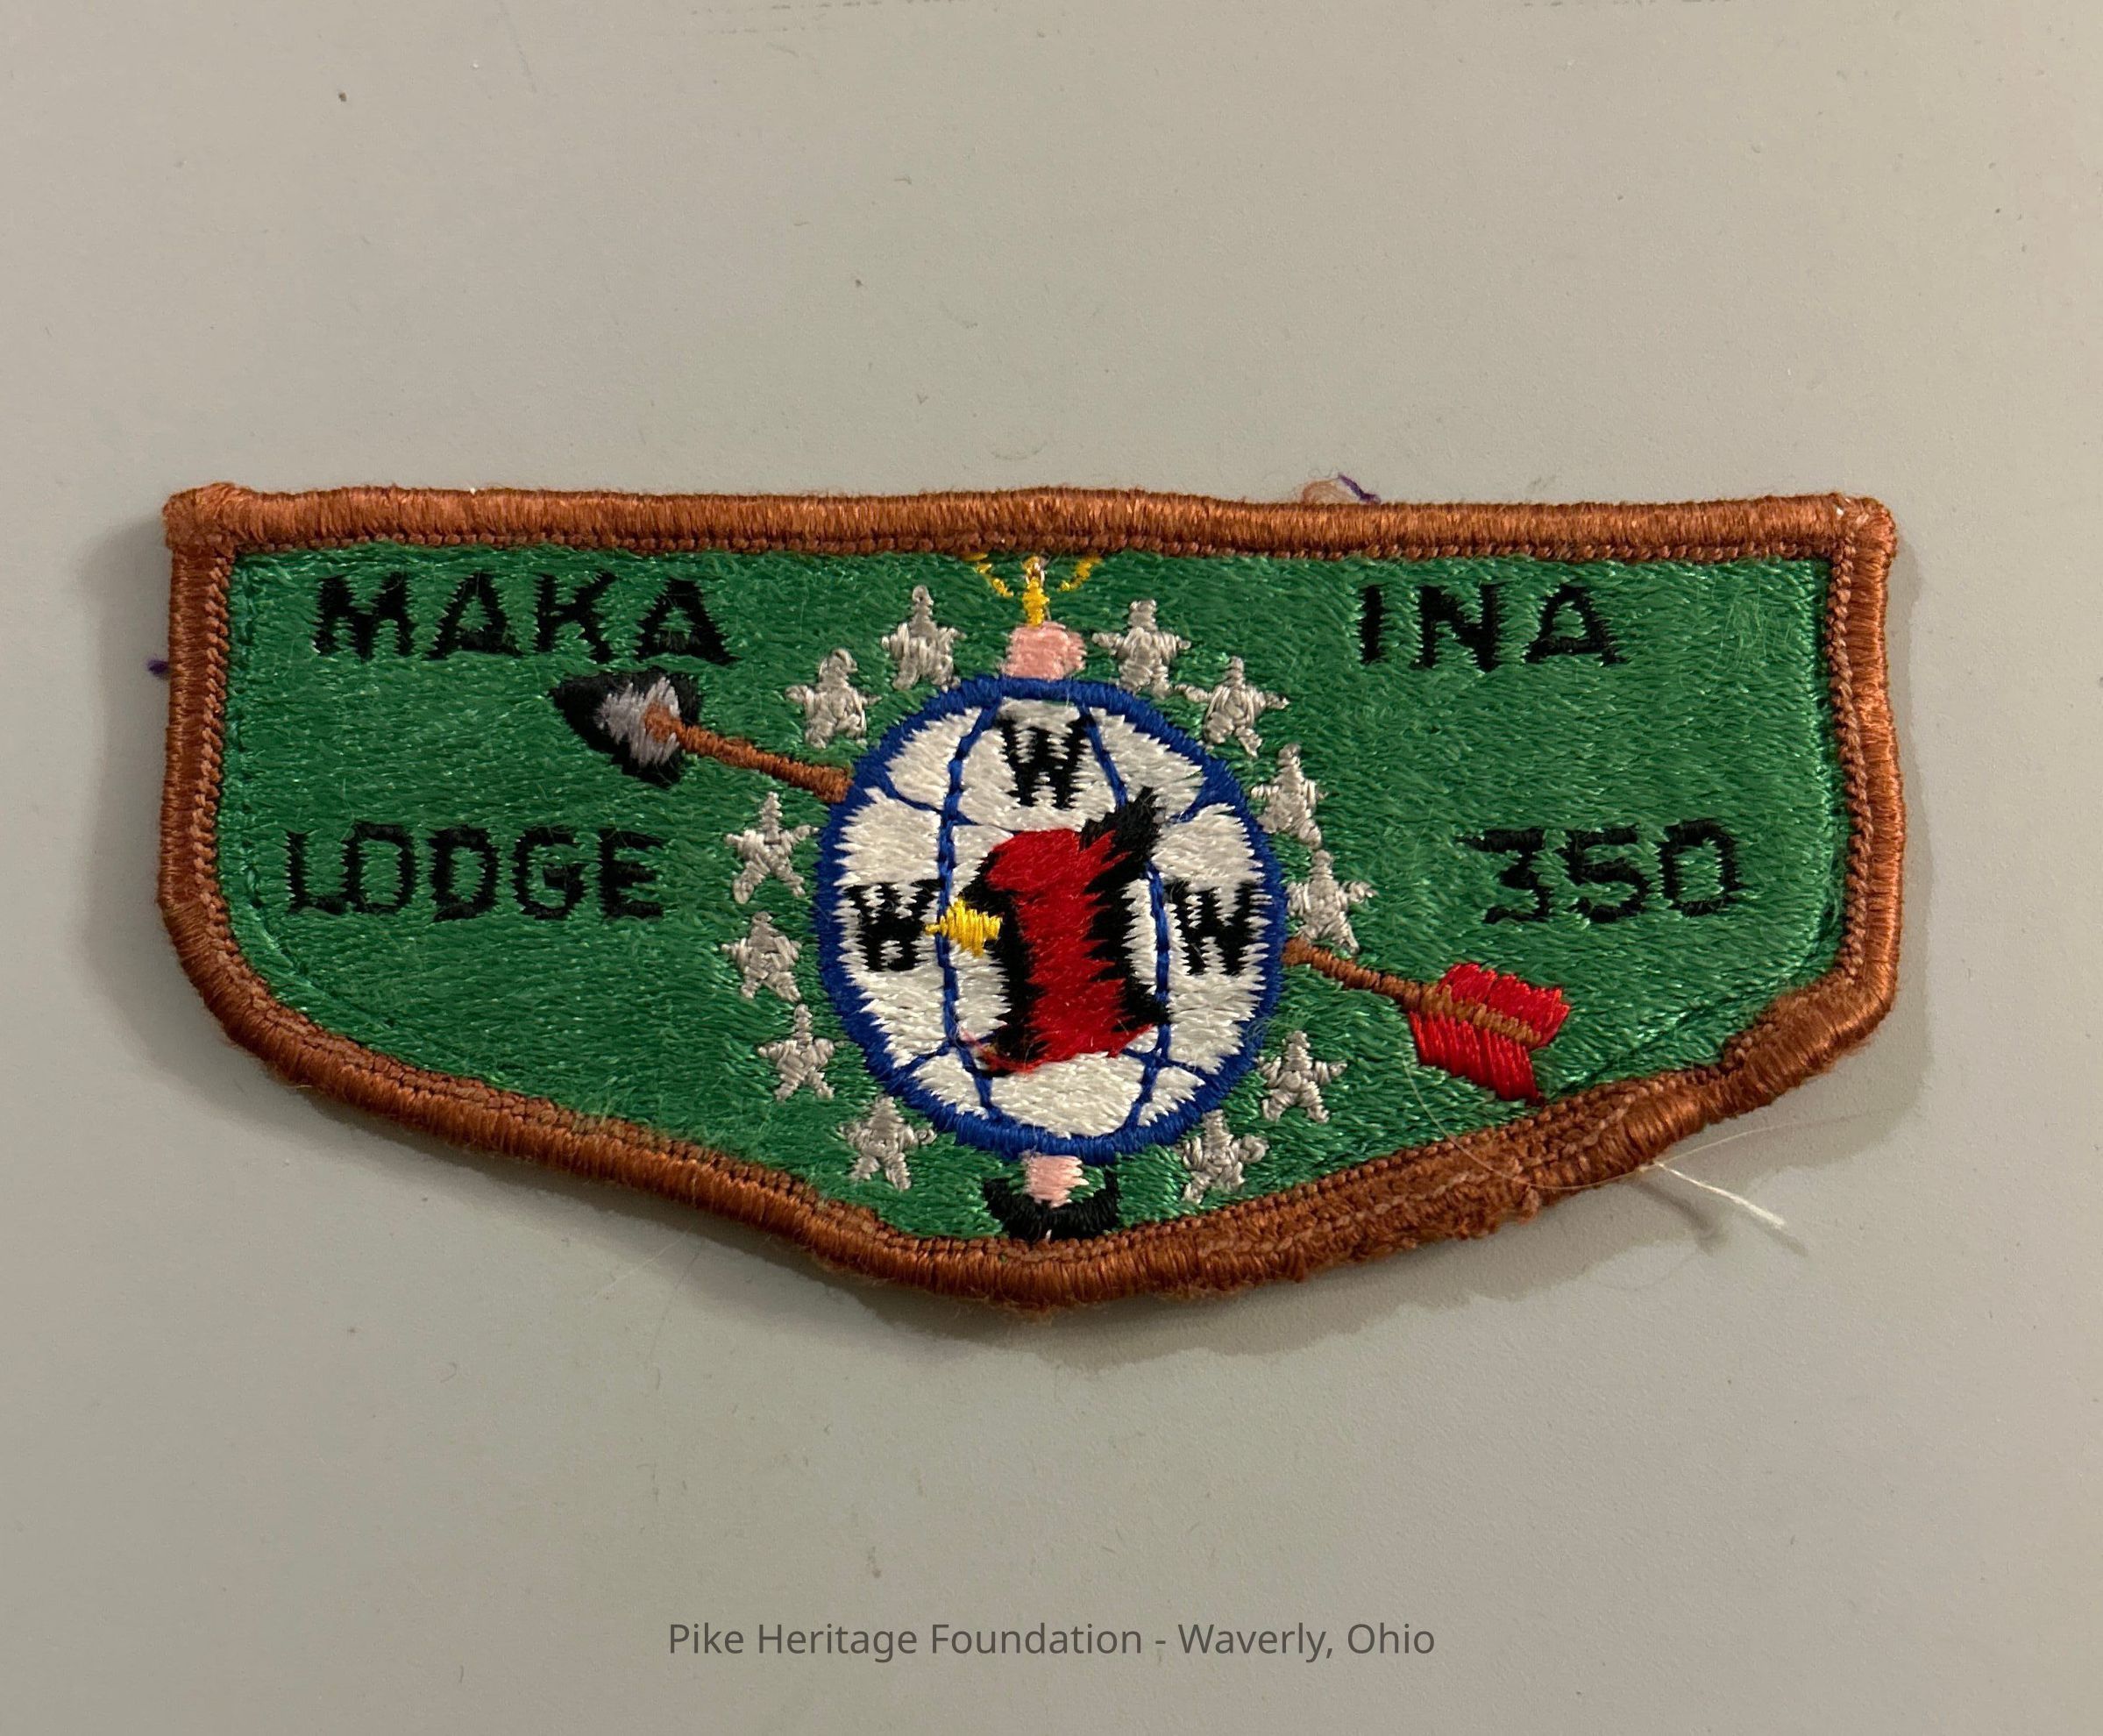 MAKA INA
LODGE 350
W
W W
Pike Heritage Foundation - Waverly, Ohio